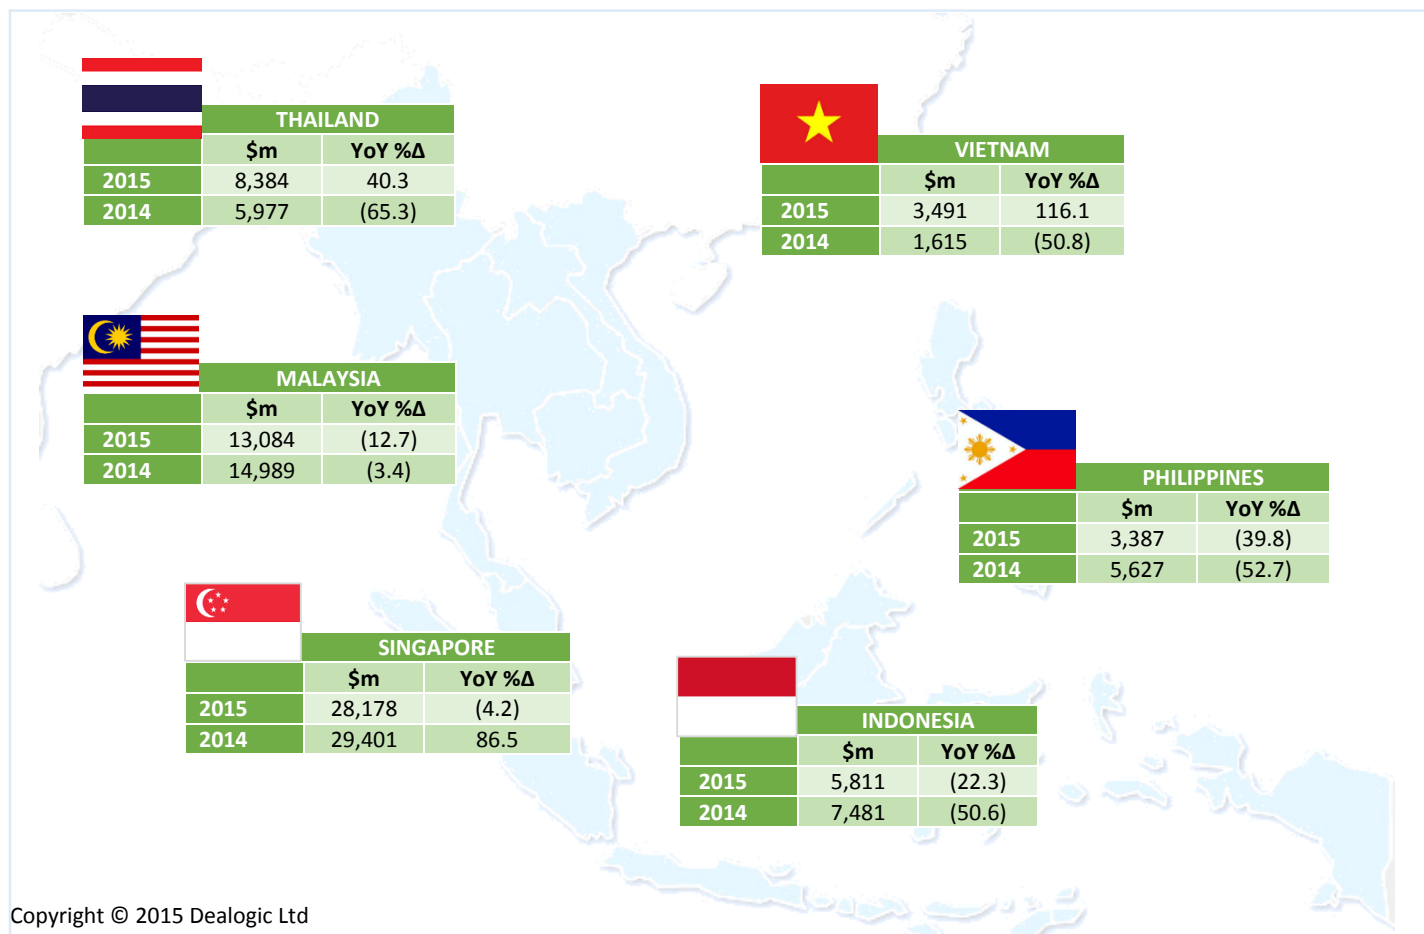 THAILAND
$m YoY %Δ
2015 8,384 40.3
2014 5,977 (65.3)
VIETNAM
$m YoY %Δ
2015 3,491 116.1
2014 1,615 (50.8)
MALAYSIA
$m YoY %Δ
2015 13,084 (12.7)
2014 14,989 (3.4)
PHILIPPINES
$m YoY %Δ
2015 3,387 (39.8)
2014 5,627 (52.7)
SINGAPORE
$m YoY %Δ
2015 28,178 (4.2)
2014 29,401 86.5
INDONESIA
$m YoY %Δ
2015 5,811 (22.3)
2014 7,481 (50.6)
Copyright © 2015 Dealogic Ltd